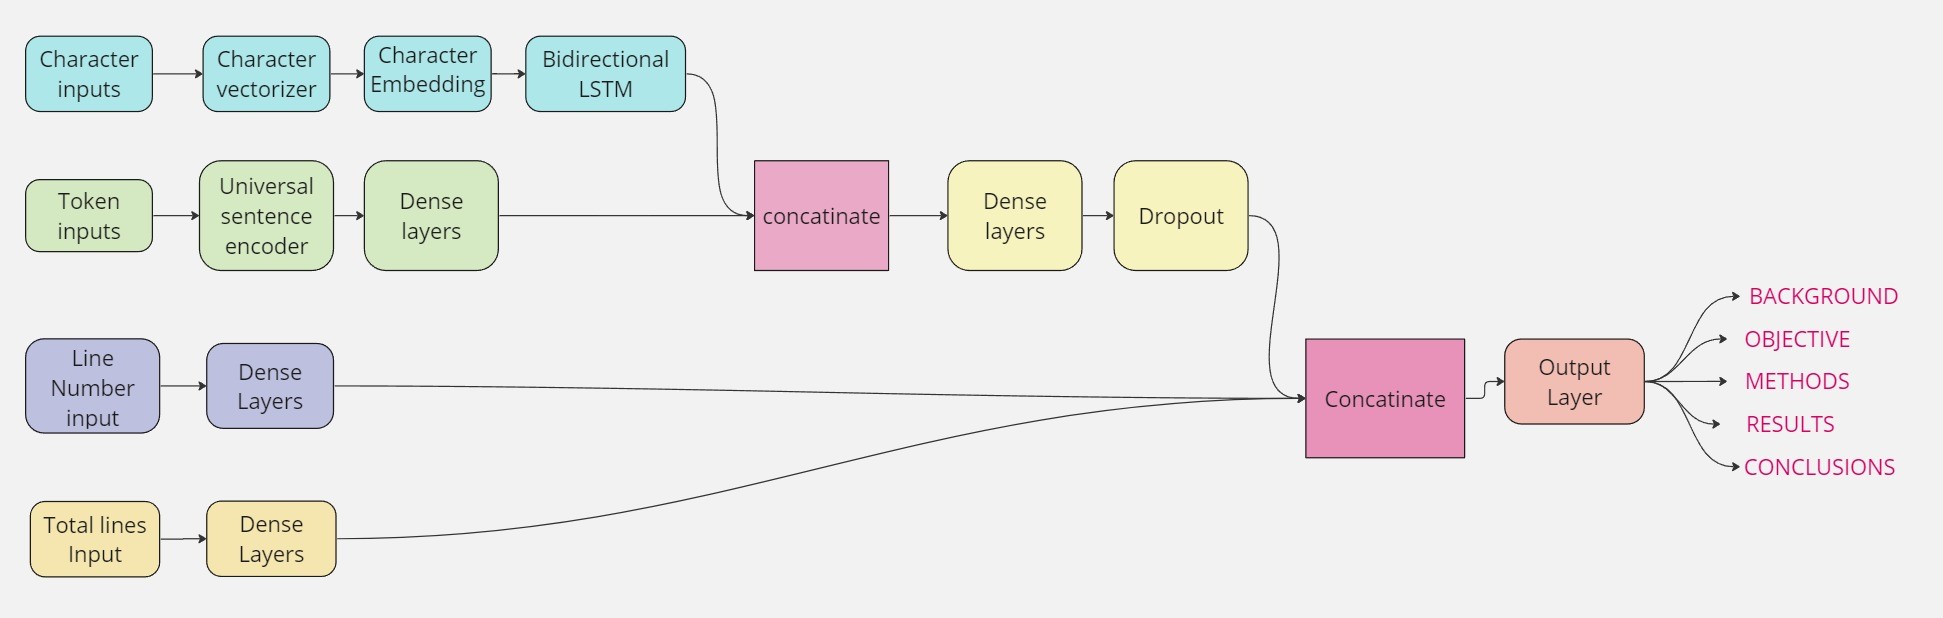 Character
inputs
Character
vectorizer
Character
Embedding
Bidirectional
LSTM
Token
inputs
Universal
sentence
encoder
Dense
layers
concatinate
Dense
layers
Dropout
Line
Number
input
Dense
Layers
Total lines
Input
Dense
Layers
Concatinate
Output
Layer
BACKGROUND
OBJECTIVE
METHODS
RESULTS
CONCLUSIONS